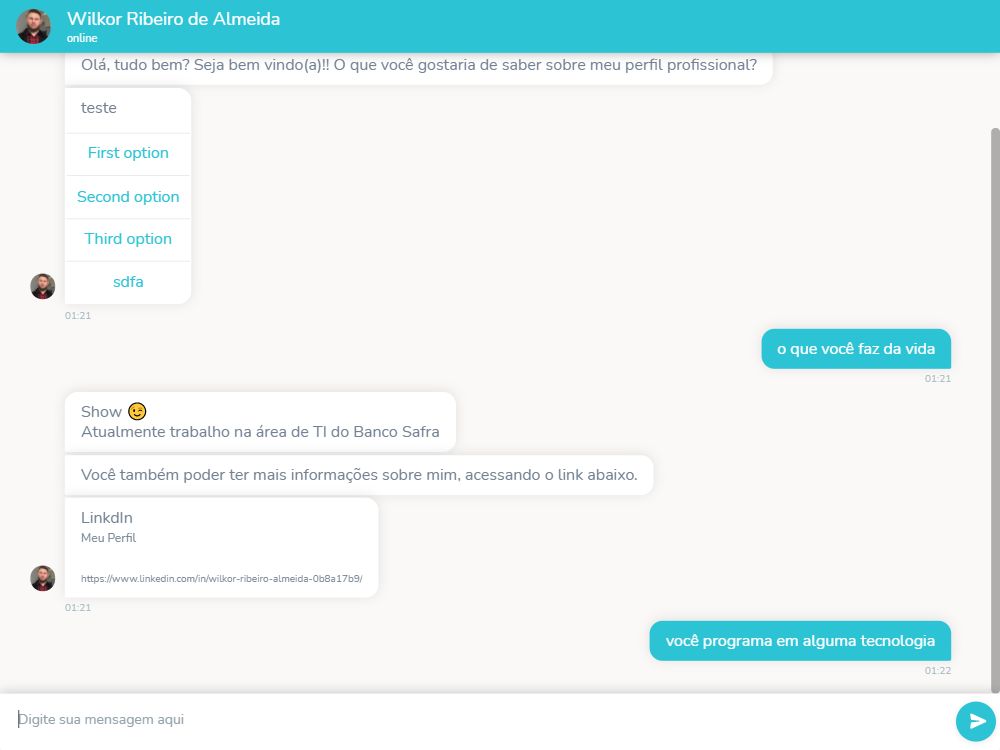 Wilkor Ribeiro de Almeida
online
Olá, tudo bem? Seja bem vindo(a)!! O que você gostaria de saber sobre meu perfil profissional?
teste
First option
Second option
Third option
sdfa
01:21
o que você faz da vida
01:21
Show 😉
Atualmente trabalho na área de TI do Banco Safra
Você também poder ter mais informações sobre mim, acessando o link abaixo.
LinkdIn
Meu Perfil
https://www.linkedin.com/in/wilkor-ribeiro-almeida-0b8a17b9/
01:21
você programa em alguma tecnologia
01:22
Digite sua mensagem aqui